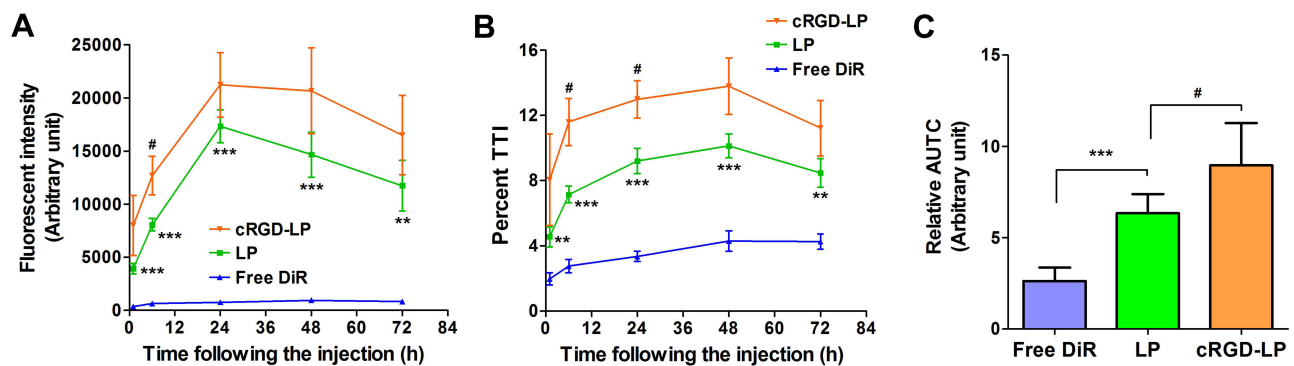 A
Fluorescent intensity
(Arbitrary unit)
25000
20000
15000
10000
5000
0
#
***
***
***
***
**
cRGD-LP
LP
Free DiR
0
12
24
36
48
60
72
84
Time following the injection (h)
B
Percent TTI
16
12
8
4
0
cRGD-LP
LP
Free DiR
#
#
**
***
***
***
**
0
12
24
36
48
60
72
84
Time following the injection (h)
C
Relative AUTC
(Arbitrary unit)
15
10
5
0
***
#
Free DiR
LP
cRGD-LP